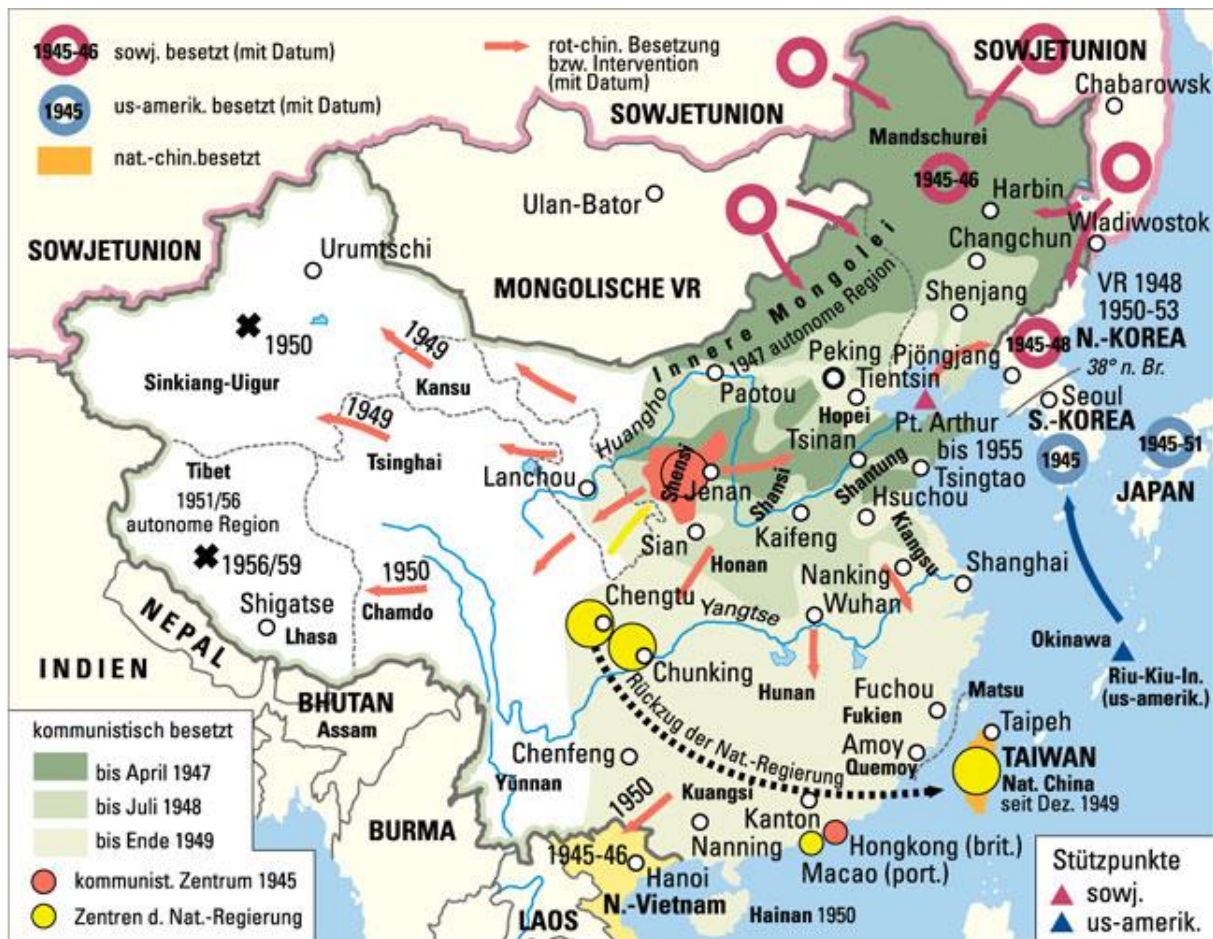 1945-46 sowj. besetzt (mit Datum)
1945 us-amerik. besetzt (mit Datum)
nat.-chin.besetzt
rot-chin. Besetzung
bzw. Intervention
(mit Datum)
SOWJETUNION
SOWJETUNION
Chabarowsk
Mandschurei
1945-46
Harbin
Ulan-Bator
Wladiwostok
SOWJETUNION
Urumtschi
Changchun
MONGOLISCHE VR
Innere Mongolei
1947 autonome Region
Shenjang
VR 1948
1950-53
1950
1949
Peking
Pjöngjang
1945-48
N.-KOREA
38° n. Br.
Sinkiang-Uigur
Kansu
Paotou
Tientsin
Hopei
Seoul
S.-KOREA
1949
Huangho
Tsinan
Pt. Arthur
bis 1955
1945
1945-51
Tsinghai
Lanchou
Shensi
Jenan
Shensi
Shantung
Tsingtao
JAPAN
Tibet
1951/56
autonome Region
Hsuchou
Sian
Kaifeng
Kiangsu
1956/59
Honan
Shanghai
1950
Nanking
Chamdo
Chengtu
Yangtse
Wuhan
Shigatse
Lhasa
NEPAL
Okinawa
INDIEN
Chunking
Hunan
Riu-Kiu-In.
(us-amerik.)
BHUTAN
Assam
Rückzug der Nat.-Regierung
Fuchou
Fukien
Matsu
Taipeh
Chenfeng
Amoy
Quemoy
TAIWAN
Nat. China
seit Dez. 1949
Yünnan
Kuangsi
1950
BURMA
Kanton
Nanning
Hongkong (brit.)
1945-46
Macao (port.)
Hanoi
N.-Vietnam
Hainan 1950
LAOS
kommunistisch besetzt
bis April 1947
bis Juli 1948
bis Ende 1949
kommunist. Zentrum 1945
Zentren d. Nat.-Regierung
Stützpunkte
sowj.
us-amerik.